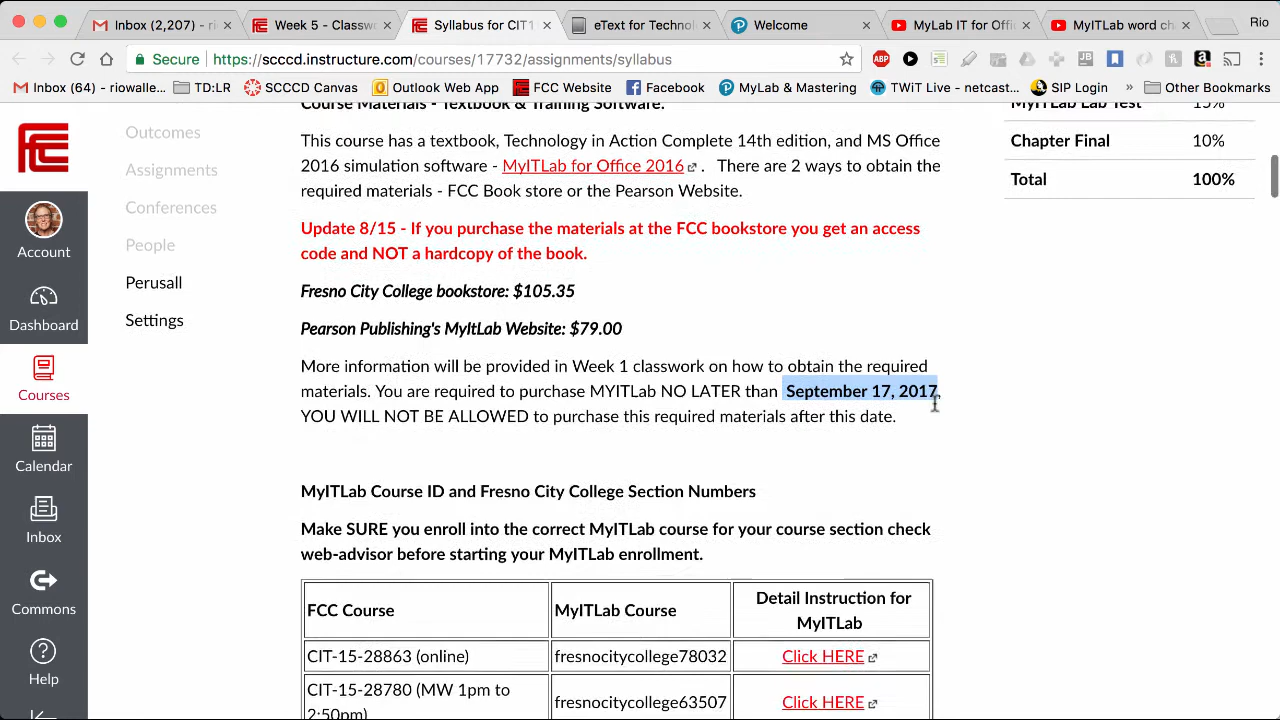 Inbox (2,207) - ri
Week 5 - Classw
Syllabus for CIT1
eText for Technol
Welcome
MyLab IT for Offi
MyITLab word ch
Rio
Secure
https://scccd.instructure.com/courses/17732/assignments/syllabus
ABP
JB
Inbox (64) - riowalle
TD:LR
SCCCD Canvas
Outlook Web App
FCC Website
Facebook
MyLab & Mastering
TWiT Live - netcast...
SIP Login
»
Other Bookmarks
FCC
Account
Dashboard
Courses
Calendar
Inbox
Commons
Help
Outcomes
Assignments
Conferences
People
Perusall
Settings
Course Materials - Textbook & Training Software:
This course has a textbook, Technology in Action Complete 14th edition, and MS Office
2016 simulation software - MyITLab for Office 2016 . There are 2 ways to obtain the
required materials - FCC Book store or the Pearson Website.
Update 8/15 - If you purchase the materials at the FCC bookstore you get an access
code and NOT a hardcopy of the book.
Fresno City College bookstore: $105.35
Pearson Publishing's MyItLab Website: $79.00
More information will be provided in Week 1 classwork on how to obtain the required
materials. You are required to purchase MYITLab NO LATER than September 17, 2017.
YOU WILL NOT BE ALLOWED to purchase this required materials after this date.
MyITLab Course ID and Fresno City College Section Numbers
Make SURE you enroll into the correct MyITLab course for your course section check
web-advisor before starting your MyITLab enrollment.
FCC Course
MyITLab Course
Detail Instruction for
MyITLab
CIT-15-28863 (online)
fresnocitycollege78032
Click HERE
CIT-15-28780 (MW 1pm to
2:50pm)
fresnocitycollege63507
Click HERE
MyITLab Lab Test 15%
Chapter Final 10%
Total 100%